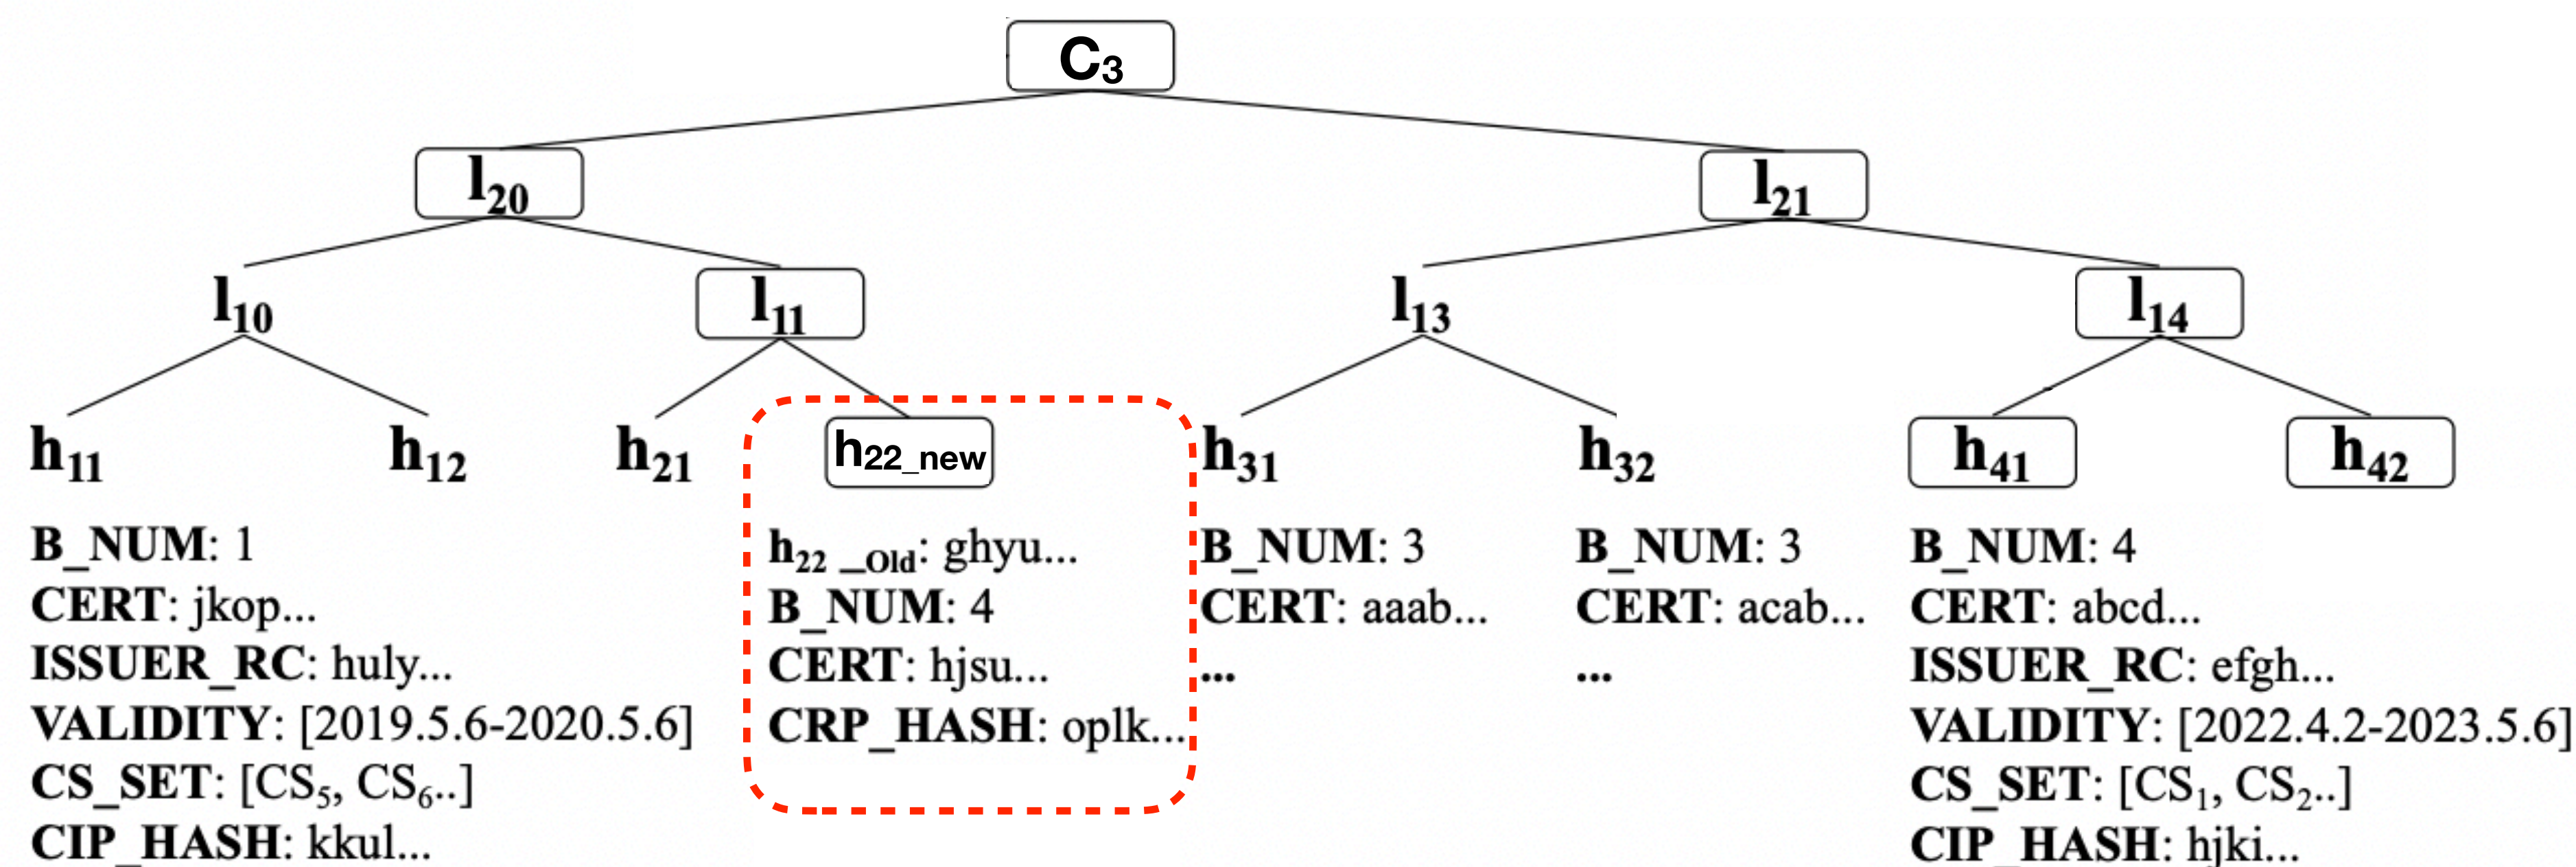 C3
l20 l21
l10 l11 l13 l14
h11 h12 h21 h22_new h31 h32 h41 h42
B_NUM: 1
CERT: jkop...
ISSUER_RC: huly...
VALIDITY: [2019.5.6-2020.5.6]
CS_SET: [CS5, CS6..]
CIP_HASH: kkul...
h22 _Old: ghyu...
B_NUM: 4
CERT: hjsu...
CRP_HASH: oplk...
B_NUM: 3
CERT: aaab...
...
B_NUM: 3
CERT: acab...
...
B_NUM: 4
CERT: abcd...
ISSUER_RC: efgh...
VALIDITY: [2022.4.2-2023.5.6]
CS_SET: [CS1, CS2..]
CIP_HASH: hjki...